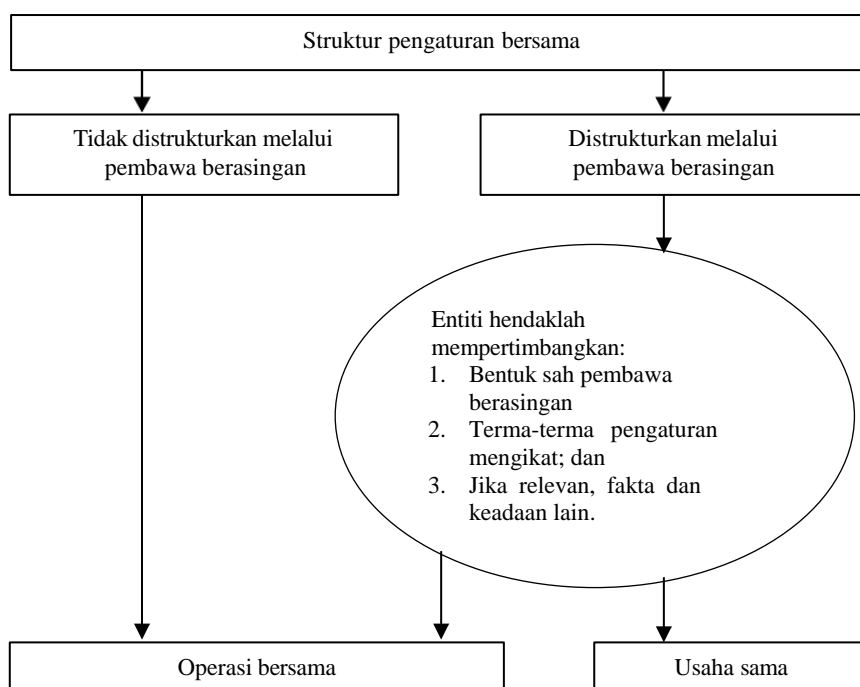 Struktur pengaturan bersama
Tidak distrukturkan melalui
pembawa berasingan
Distrukturkan melalui
pembawa berasingan
Entiti hendaklah
mempertimbangkan:
1. Bentuk sah pembawa
berasingan
2. Terma-terma pengaturan
mengikat; dan
3. Jika relevan, fakta dan
keadaan lain.
Operasi bersama
Usaha sama